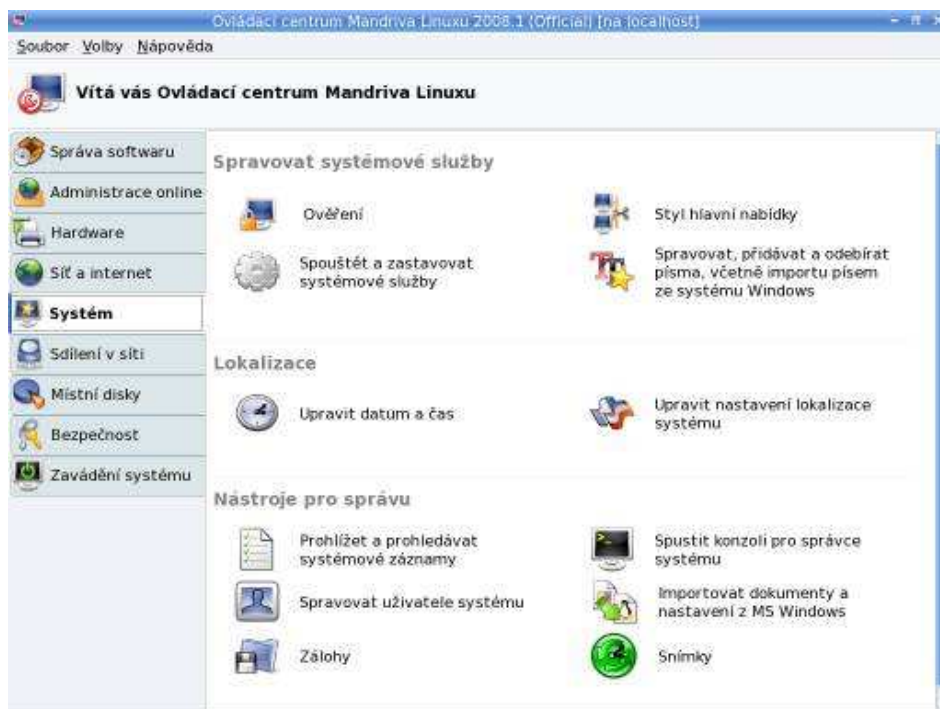 Ovládací centrum Mandriva Linuxu 2008.1 (Official) [na localhost]
Soubor Volby Nápověda
Vítá vás Ovládací centrum Mandriva Linuxu
Správa softwaru
Administrace online
Hardware
Síť a internet
Systém
Sdílení v síti
Místní disky
Bezpečnost
Zavádění systému
Spravovat systémové služby
Ověření
Styl hlavní nabídky
Spouštět a zastavovat
systémové služby
Spravovat, přidávat a odebírat
písma, včetně importu písem
ze systému Windows
Lokalizace
Upravit datum a čas
Upravit nastavení lokalizace
systému
Nástroje pro správu
Prohlížet a prohledávat
systémové záznamy
Spustit konzoli pro správce
systému
Spravovat uživatele systému
Importovat dokumenty a
nastavení z MS Windows
Zálohy
Snímky